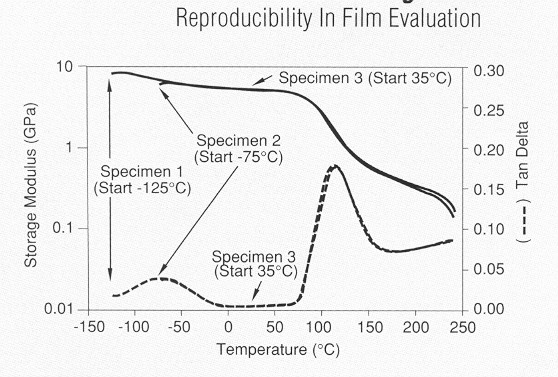 Reproducibility In Film Evaluation
10
1
0.1
0.01
Storage Modulus (GPa)
Specimen 3 (Start 35°C)
Specimen 2
(Start -75°C)
Specimen 1
(Start -125°C)
Specimen 3
(Start 35°C)
0.30
0.25
0.20
0.15
0.10
0.05
0.00
(---) Tan Delta
-150 -100 -50 0 50 100 150 200 250
Temperature (°C)